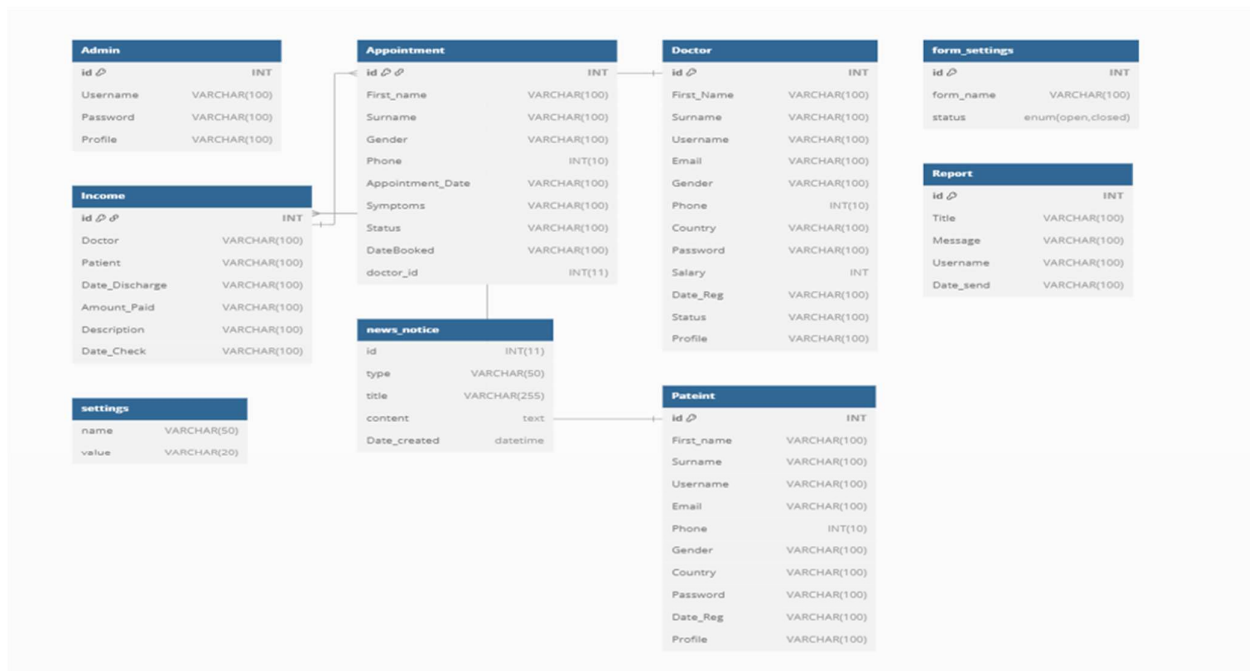 Admin
id INT
Username VARCHAR(100)
Password VARCHAR(100)
Profile VARCHAR(100)
Income
id INT
Doctor VARCHAR(100)
Patient VARCHAR(100)
Date_Discharge VARCHAR(100)
Amount_Paid VARCHAR(100)
Description VARCHAR(100)
Date_Check VARCHAR(100)
settings
name VARCHAR(50)
value VARCHAR(20)
Appointment
id INT
First_name VARCHAR(100)
Surname VARCHAR(100)
Gender VARCHAR(100)
Phone INT(10)
Appointment_Date VARCHAR(100)
Symptoms VARCHAR(100)
Status VARCHAR(100)
DateBooked VARCHAR(100)
doctor_id INT(11)
news_notice
id INT(11)
type VARCHAR(50)
title VARCHAR(255)
content text
Date_created datetime
Doctor
id INT
First_Name VARCHAR(100)
Surname VARCHAR(100)
Username VARCHAR(100)
Email VARCHAR(100)
Gender VARCHAR(100)
Phone INT(10)
Country VARCHAR(100)
Password VARCHAR(100)
Salary INT
Date_Reg VARCHAR(100)
Status VARCHAR(100)
Profile VARCHAR(100)
Pateint
id INT
First_name VARCHAR(100)
Surname VARCHAR(100)
Username VARCHAR(100)
Email VARCHAR(100)
Phone INT(10)
Gender VARCHAR(100)
Country VARCHAR(100)
Password VARCHAR(100)
Date_Reg VARCHAR(100)
Profile VARCHAR(100)
form_settings
id INT
form_name VARCHAR(100)
status enum(open,closed)
Report
id INT
Title VARCHAR(100)
Message VARCHAR(100)
Username VARCHAR(100)
Date_send VARCHAR(100)